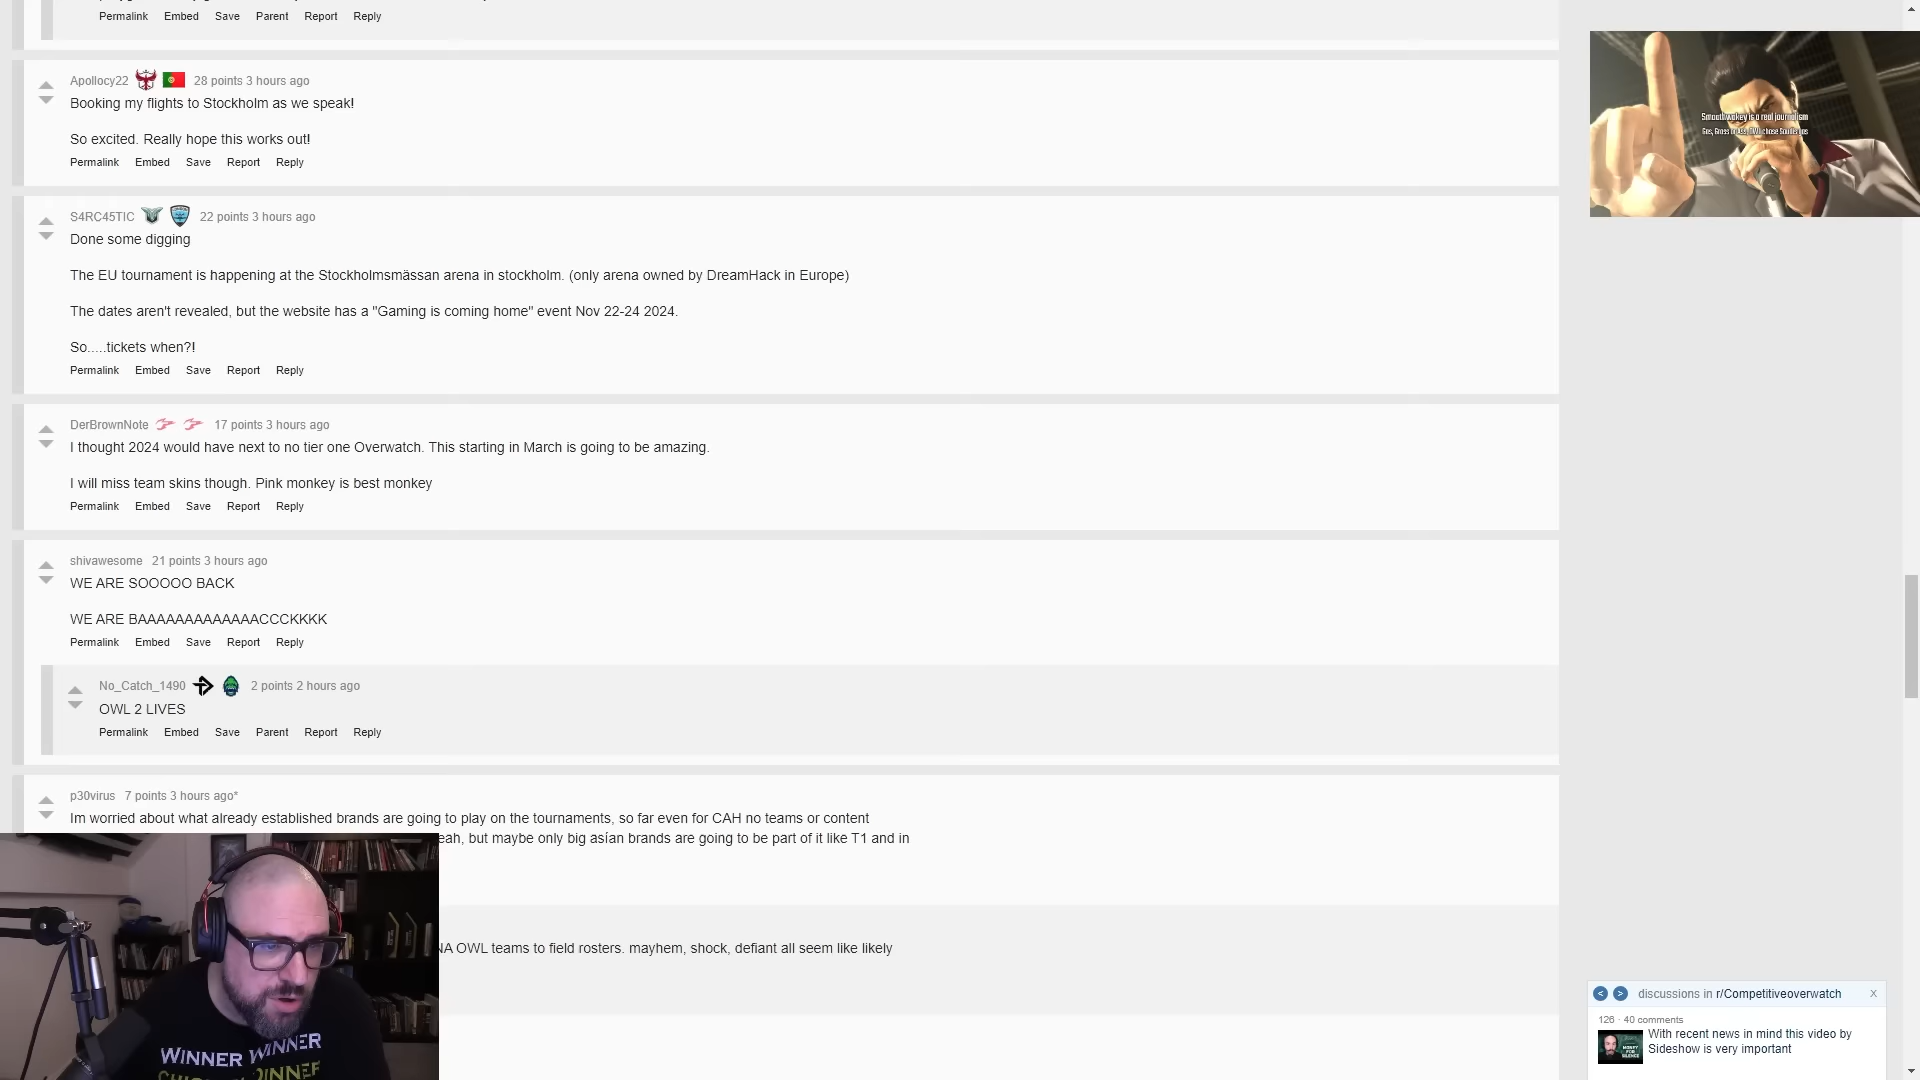 Permalink Embed Save Parent Report Reply
Apollocy22 28 points 3 hours ago
Booking my flights to Stockholm as we speak!
So excited. Really hope this works out!
Permalink Embed Save Report Reply
S4RC45TIC 22 points 3 hours ago
Done some digging
The EU tournament is happening at the Stockholmsmässan arena in stockholm. (only arena owned by DreamHack in Europe)
The dates aren't revealed, but the website has a "Gaming is coming home" event Nov 22-24 2024.
So.....tickets when?!
Permalink Embed Save Report Reply
DerBrownNote 17 points 3 hours ago
I thought 2024 would have next to no tier one Overwatch. This starting in March is going to be amazing.
I will miss team skins though. Pink monkey is best monkey
Permalink Embed Save Report Reply
shivawesome 21 points 3 hours ago
WE ARE SOOOOO BACK
WE ARE BAAAAAAAAAAAAACCCKKKK
Permalink Embed Save Report Reply
No_Catch_1490 2 points 2 hours ago
OWL 2 LIVES
Permalink Embed Save Parent Report Reply
p30virus 7 points 3 hours ago*
Im worried about what already established brands are going to play on the tournaments, so far even for CAH no teams or content
eah, but maybe only big asían brands are going to be part of it like T1 and in
NA OWL teams to field rosters. mayhem, shock, defiant all seem like likely
WINNER WINNER
Smoothwakey is a real journalism
discussions in r/Competitiveoverwatch X
126 · 40 comments
With recent news in mind this video by
Sideshow is very important